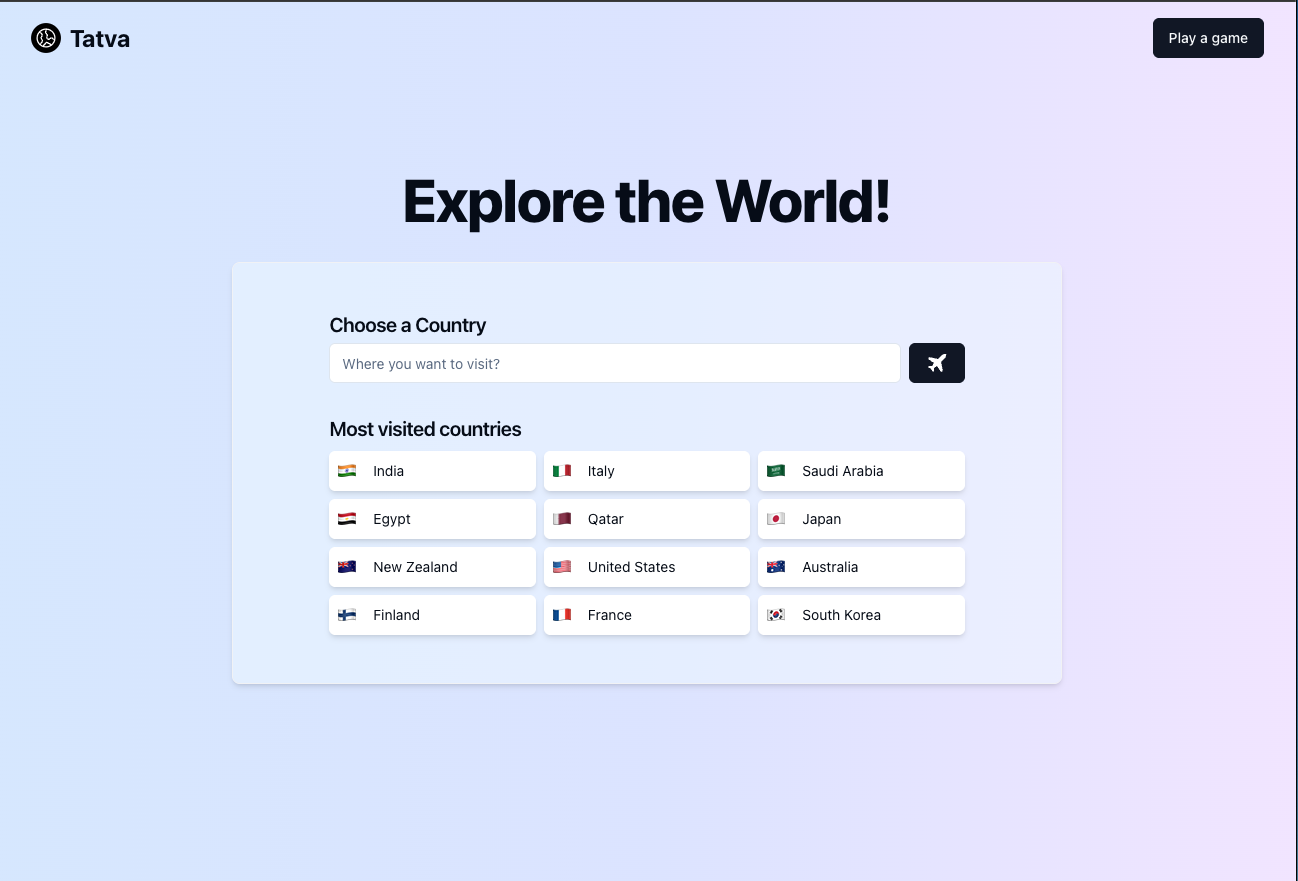 Tatva
Play a game
Explore the World!
Choose a Country
Where you want to visit?
Most visited countries
India
Italy
Saudi Arabia
Egypt
Qatar
Japan
New Zealand
United States
Australia
Finland
France
South Korea